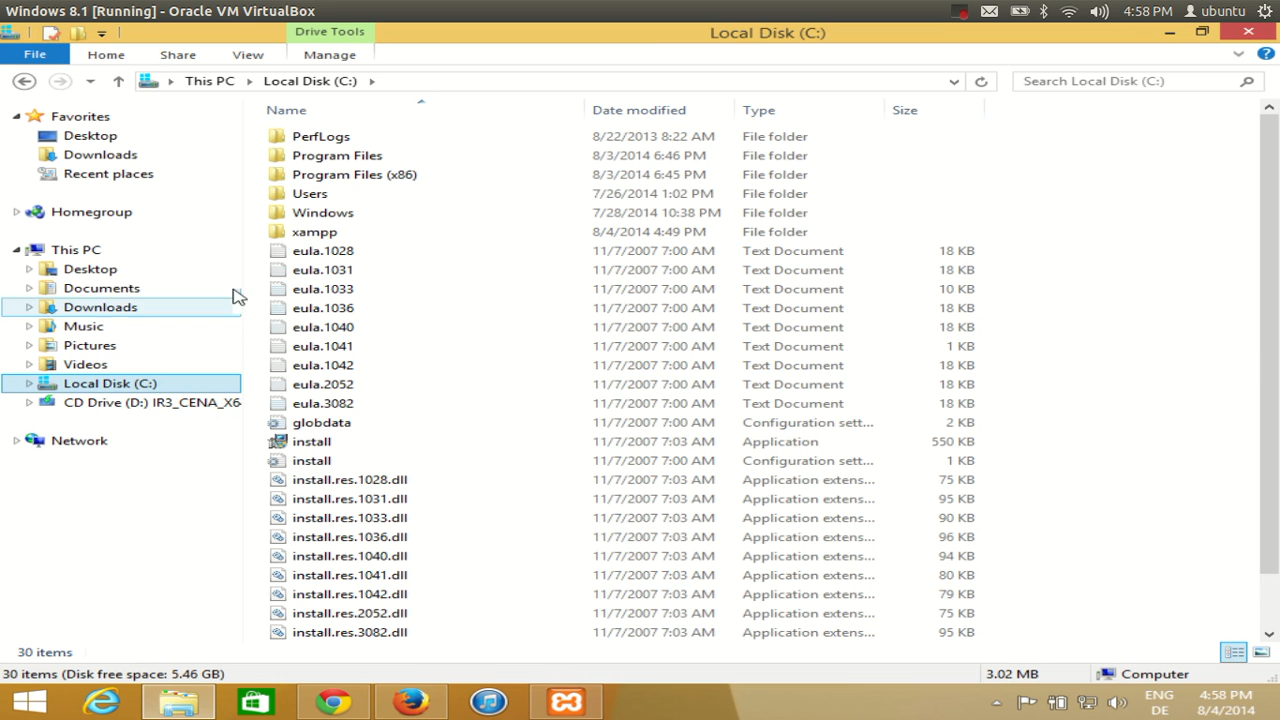 Windows 8.1 [Running] - Oracle VM VirtualBox 4:58 PM ubuntu
Drive Tools Local Disk (C:)
File Home Share View Manage
This PC Local Disk (C:) Search Local Disk (C:)
Favorites
Desktop
Downloads
Recent places
Homegroup
This PC
Desktop
Documents
Downloads
Music
Pictures
Videos
Local Disk (C:)
CD Drive (D:) IR3_CENA_X6
Network
Name Date modified Type Size
PerfLogs 8/22/2013 8:22 AM File folder
Program Files 8/3/2014 6:46 PM File folder
Program Files (x86) 8/3/2014 6:45 PM File folder
Users 7/26/2014 1:02 PM File folder
Windows 7/28/2014 10:38 PM File folder
xampp 8/4/2014 4:49 PM File folder
eula.1028 11/7/2007 7:00 AM Text Document 18 KB
eula.1031 11/7/2007 7:00 AM Text Document 18 KB
eula.1033 11/7/2007 7:00 AM Text Document 10 KB
eula.1036 11/7/2007 7:00 AM Text Document 18 KB
eula.1040 11/7/2007 7:00 AM Text Document 18 KB
eula.1041 11/7/2007 7:00 AM Text Document 1 KB
eula.1042 11/7/2007 7:00 AM Text Document 18 KB
eula.2052 11/7/2007 7:00 AM Text Document 18 KB
eula.3082 11/7/2007 7:00 AM Text Document 18 KB
globdata 11/7/2007 7:00 AM Configuration sett... 2 KB
install 11/7/2007 7:03 AM Application 550 KB
install 11/7/2007 7:00 AM Configuration sett... 1 KB
install.res.1028.dll 11/7/2007 7:03 AM Application extens... 75 KB
install.res.1031.dll 11/7/2007 7:03 AM Application extens... 95 KB
install.res.1033.dll 11/7/2007 7:03 AM Application extens... 90 KB
install.res.1036.dll 11/7/2007 7:03 AM Application extens... 96 KB
install.res.1040.dll 11/7/2007 7:03 AM Application extens... 94 KB
install.res.1041.dll 11/7/2007 7:03 AM Application extens... 80 KB
install.res.1042.dll 11/7/2007 7:03 AM Application extens... 79 KB
install.res.2052.dll 11/7/2007 7:03 AM Application extens... 75 KB
install.res.3082.dll 11/7/2007 7:03 AM Application extens... 95 KB
30 items
30 items (Disk free space: 5.46 GB) 3.02 MB Computer
ENG 4:58 PM
DE 8/4/2014